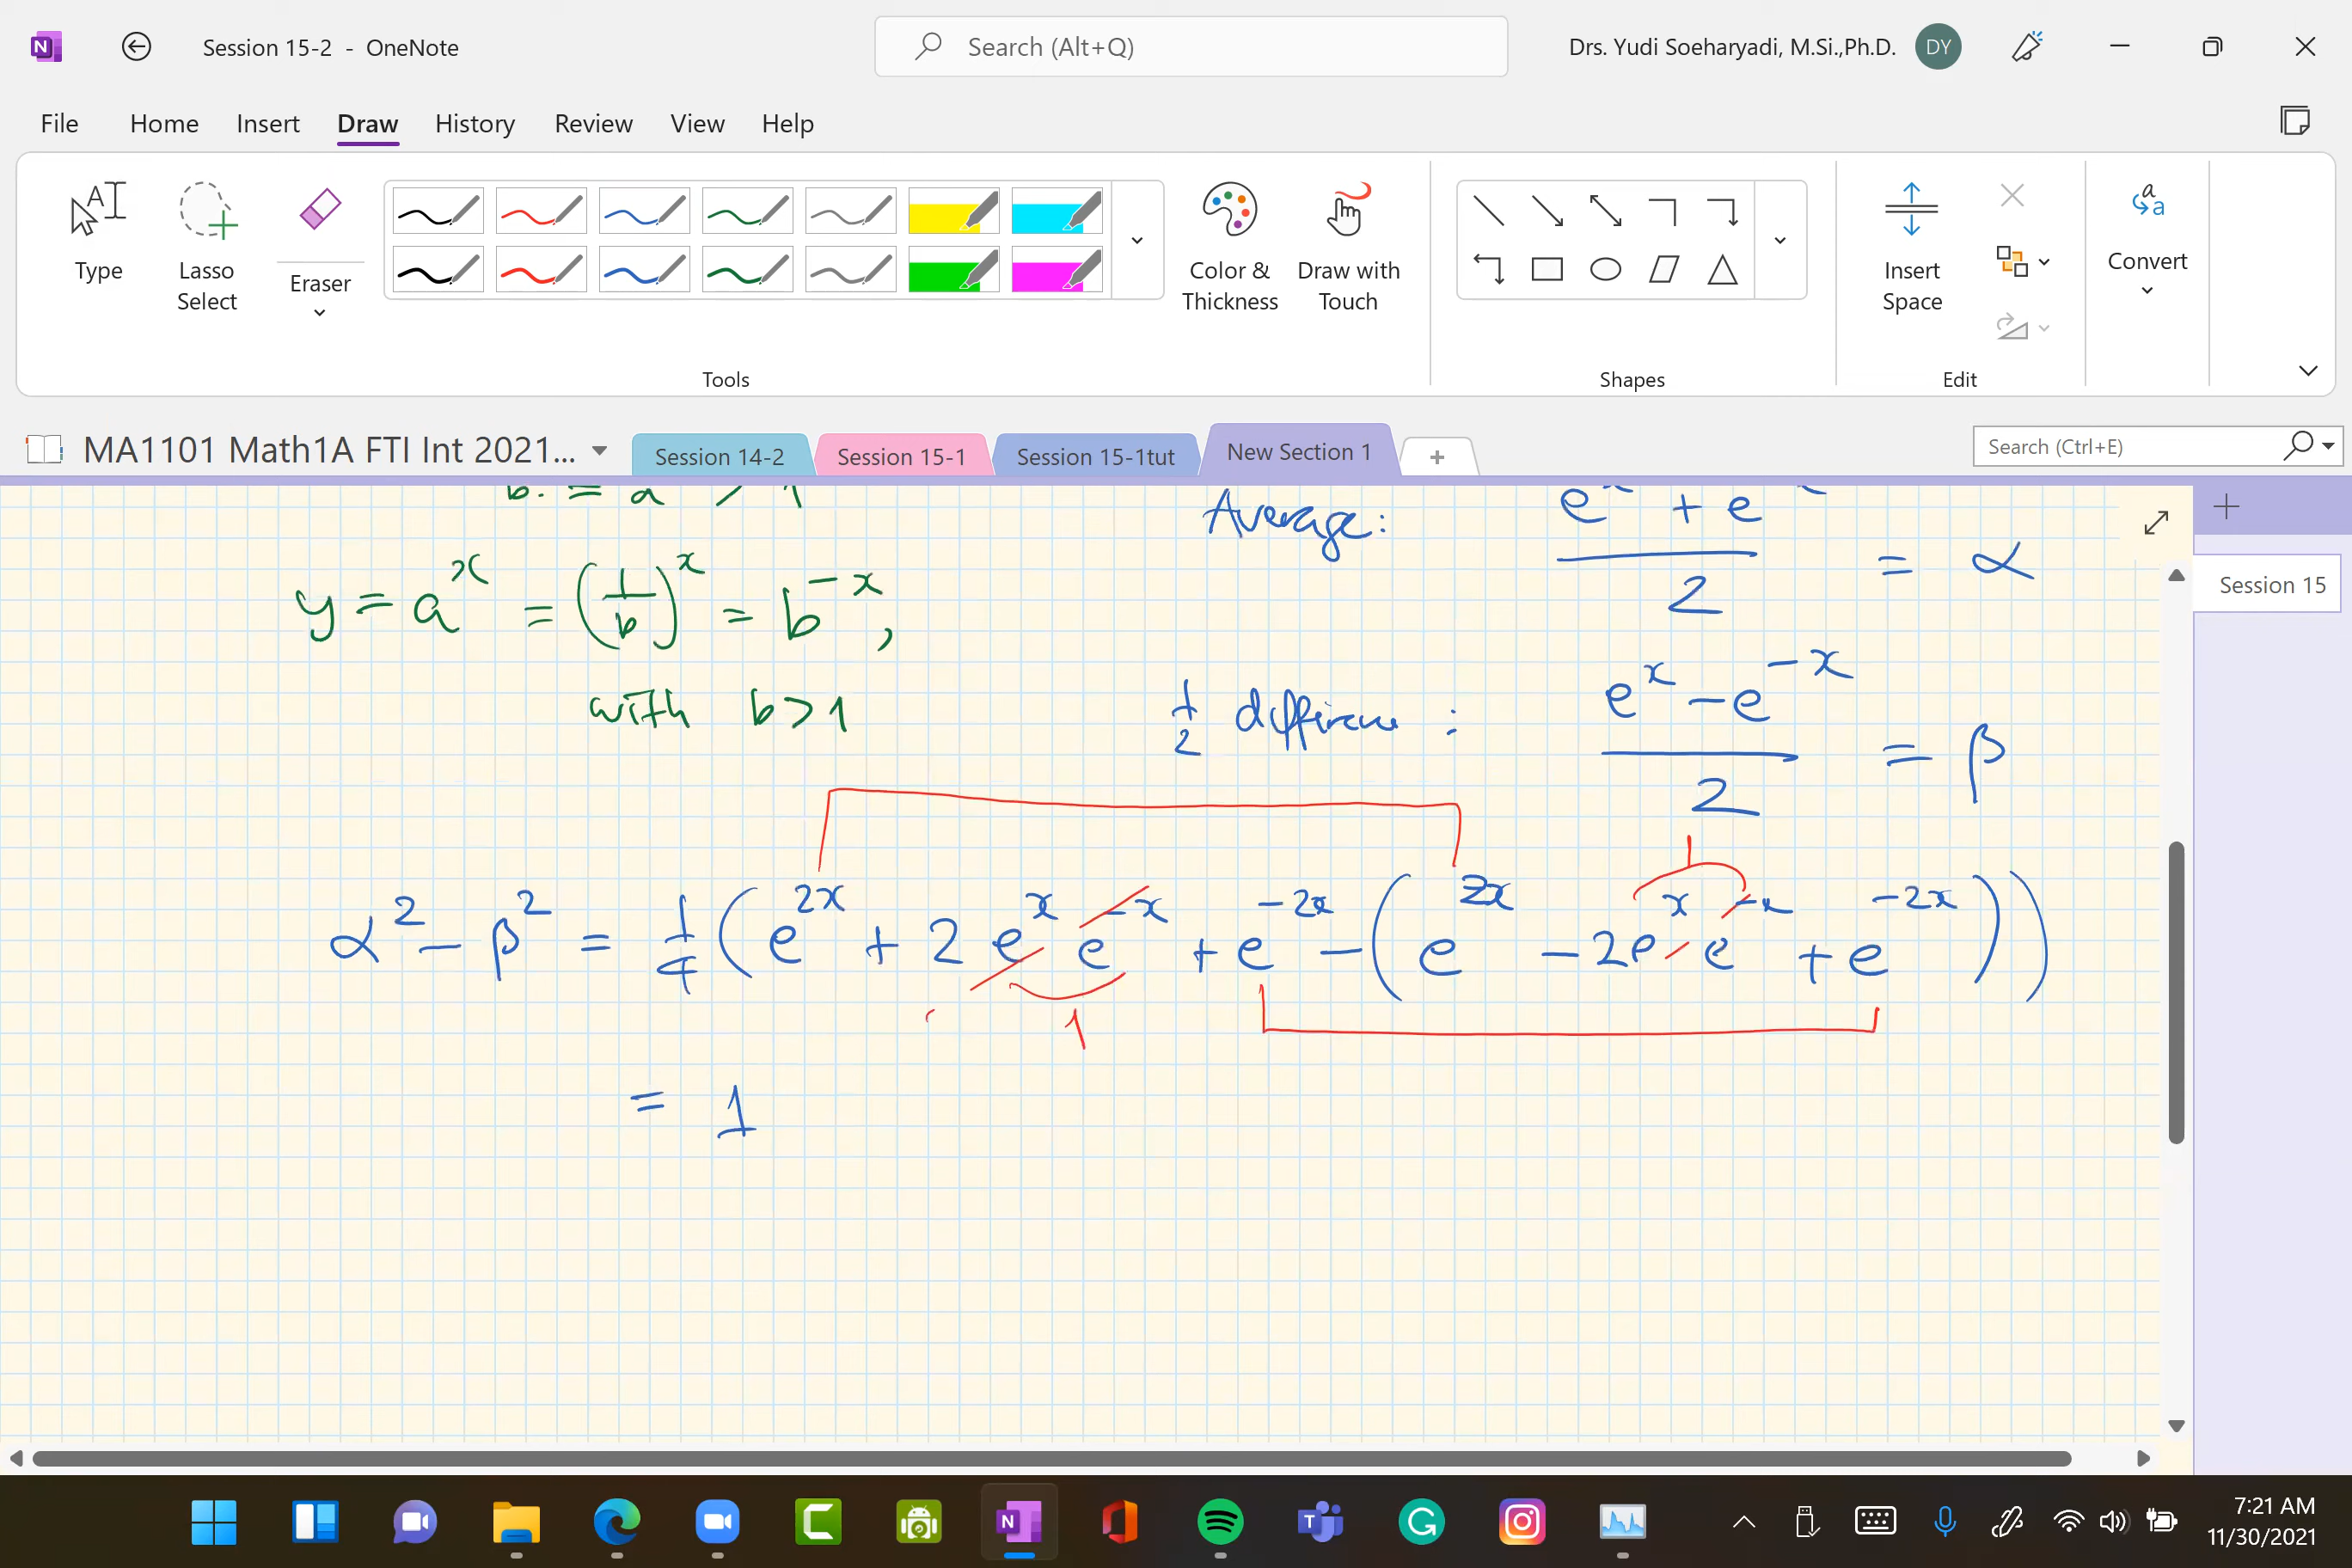 Session 15-2 - OneNote
Search (Alt+Q)
Drs. Yudi Soeharyadi, M.Si.,Ph.D.
DY
File Home Insert Draw History Review View Help
Type
Lasso Select
Eraser
Color & Thickness
Draw with Touch
Insert Space
Convert
Tools
Shapes
Edit
MA1101 Math1A FTI Int 2021...
Session 14-2
Session 15-1
Session 15-1tut
New Section 1
Search (Ctrl+E)
Session 15
= a > 1
y = a^x = (1/b)^x = b^-x,
with b > 1
Average: (e^x + e^-x)/2 = α
1/2 : (e^x - e^-x)/2 = β
α^2 - β^2 = 1/4 (e^2x + 2 e^x e^-x + e^-2x - (e^2x - 2e^x e^-x + e^-2x))
1
1
= 1
7:21 AM
11/30/2021